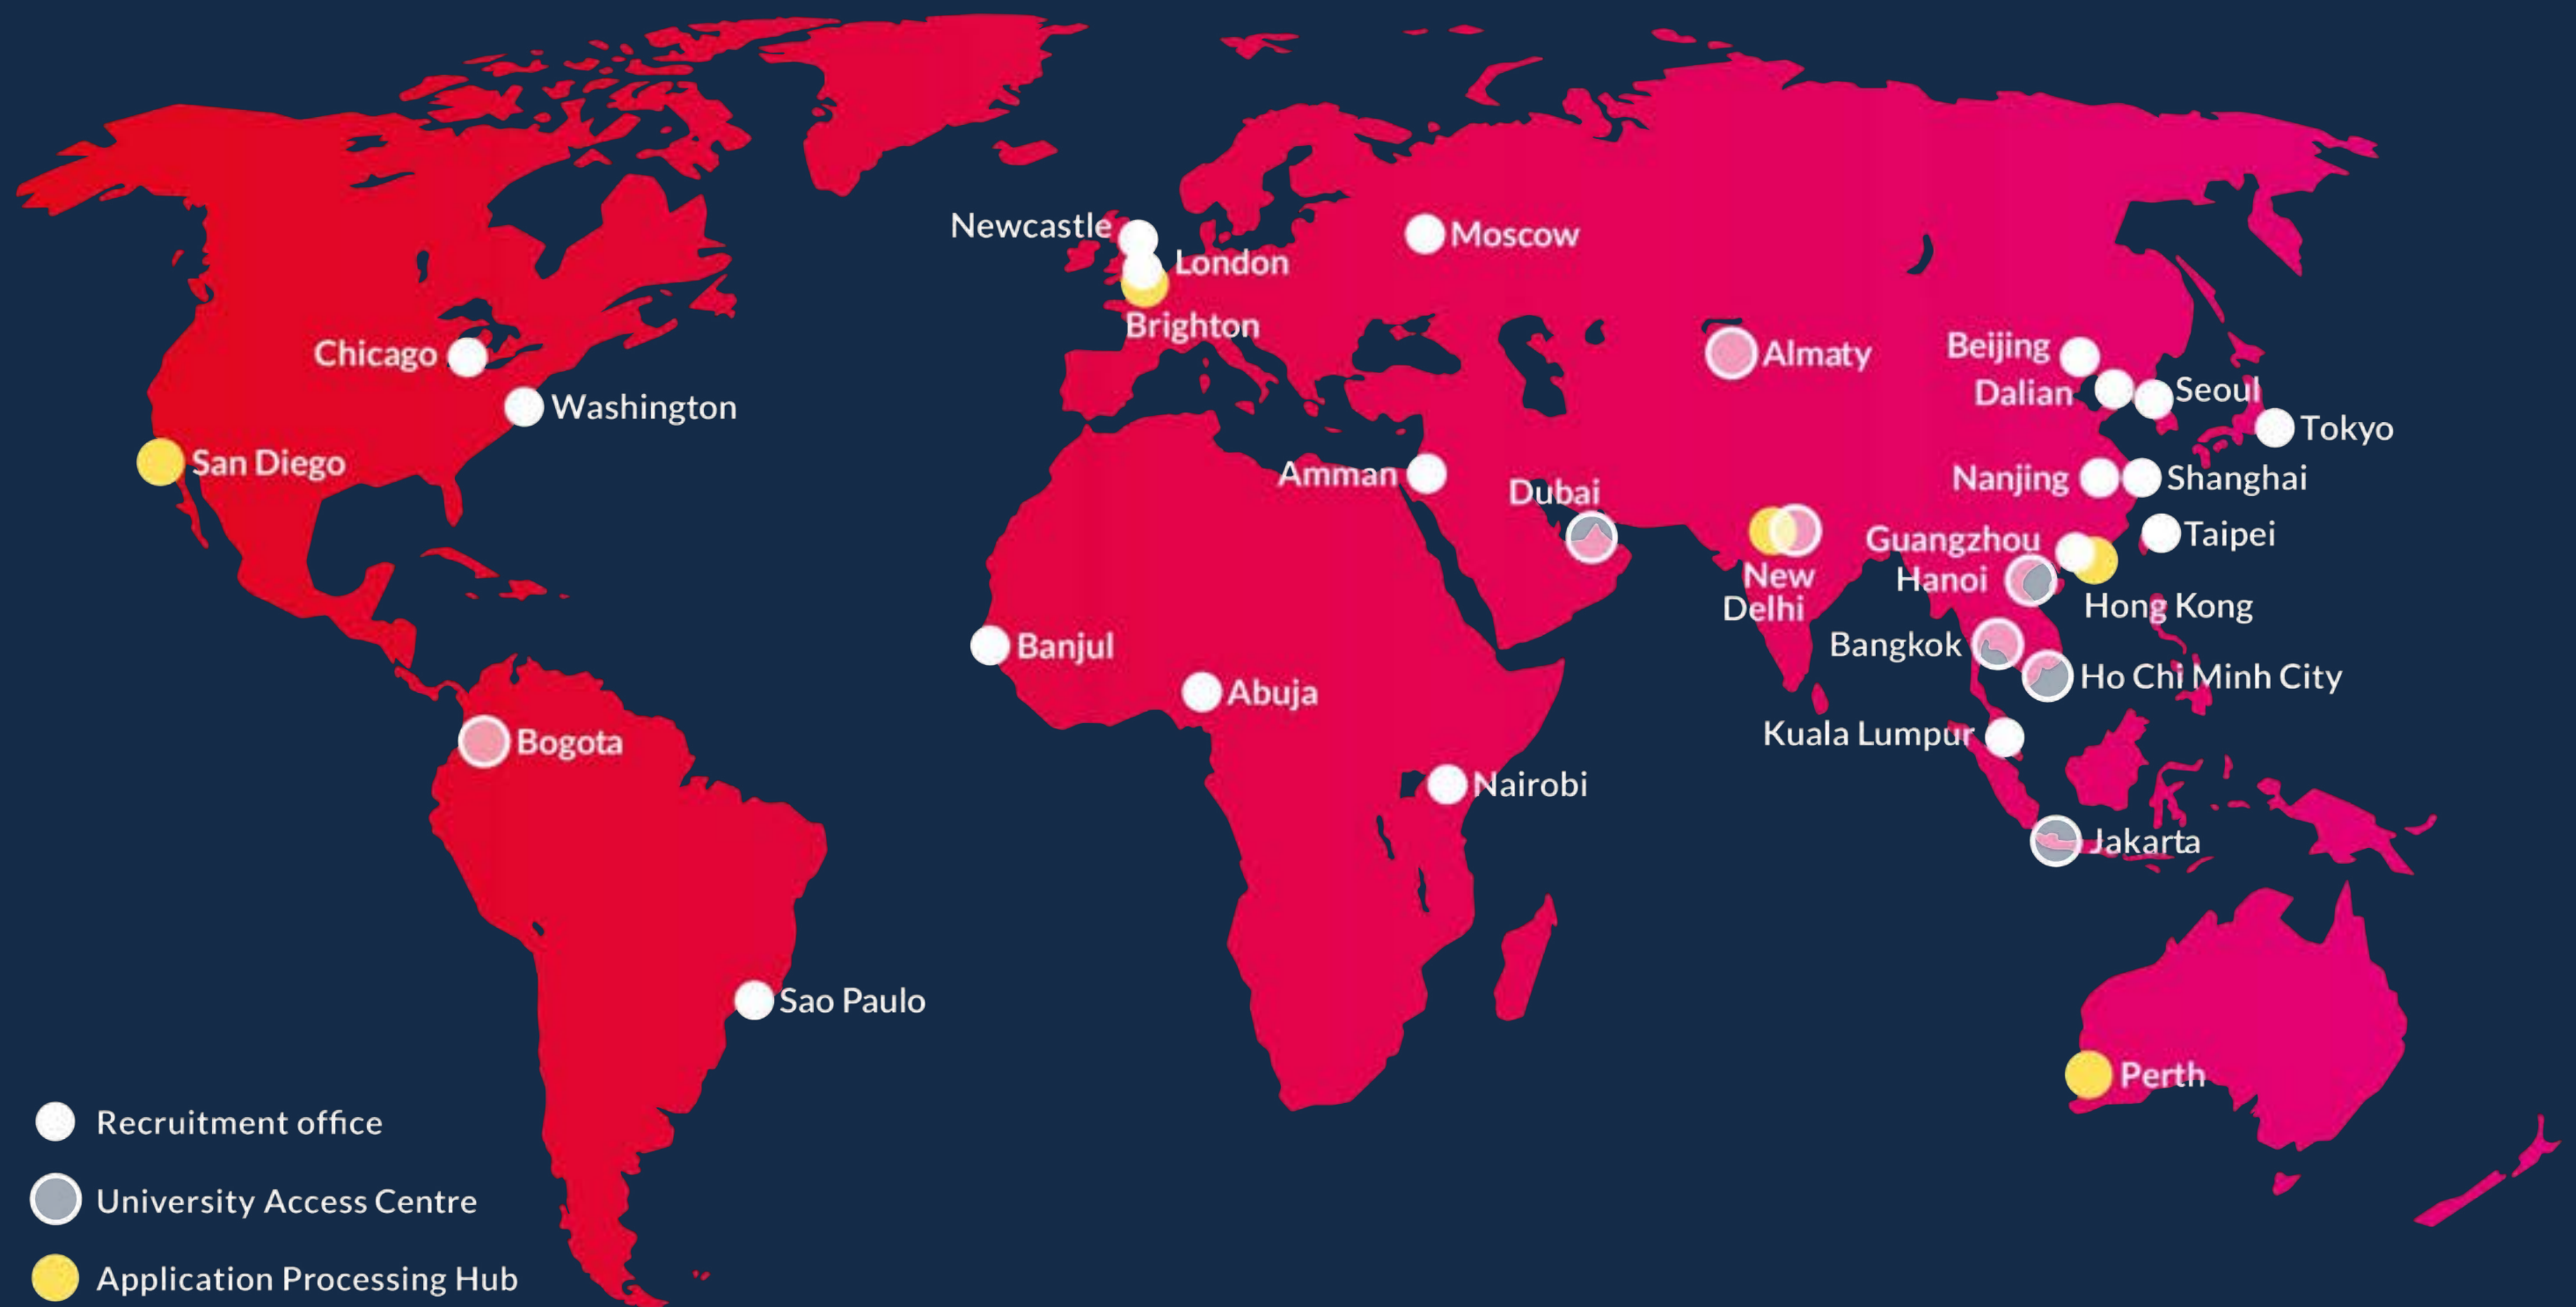 Newcastle
London
Moscow
Brighton
Chicago
Almaty
Beijing
Dalian
Seoul
Washington
Tokyo
San Diego
Amman
Dubai
Nanjing
Shanghai
Taipei
Guangzhou
New
Delhi
Hanoi
Hong Kong
Banjul
Bangkok
Ho Chi Minh City
Abuja
Bogota
Kuala Lumpur
Nairobi
Jakarta
Sao Paulo
Perth
Recruitment office
University Access Centre
Application Processing Hub